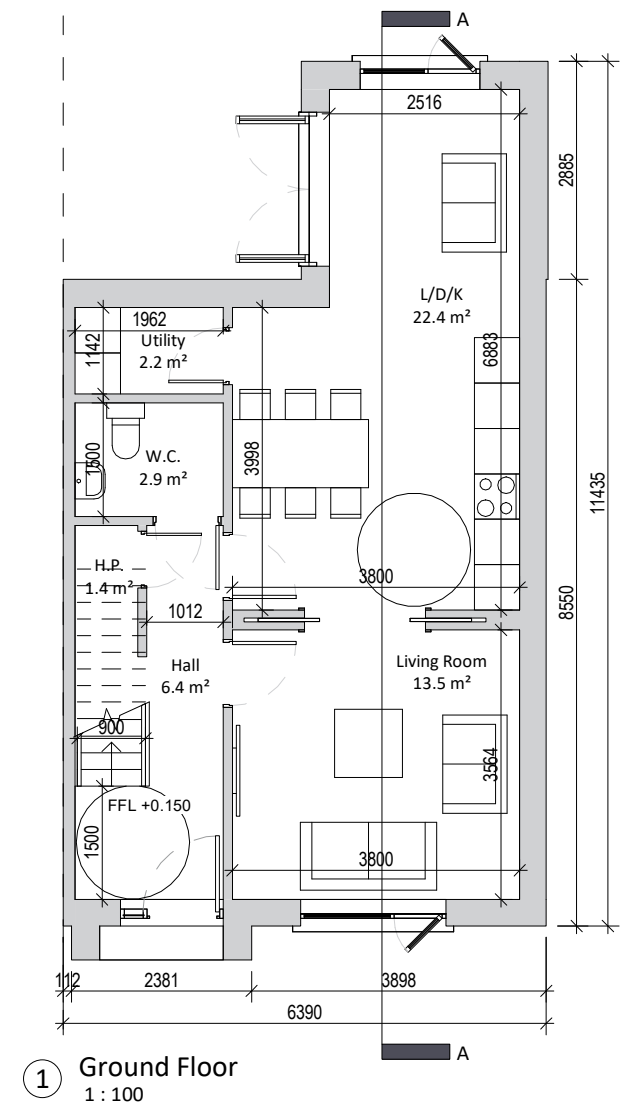 A
2516
2885
L/D/K
22.4 m²
6883
1962
Utility
2.2 m²
1142
W.C.
2.9 m²
1500
3998
11435
H.P.
1.4 m²
3800
8550
1012
Hall
6.4 m²
Living Room
13.5 m²
900
3564
FFL +0.150
1500
3800
112
2381
3898
6390
A
1
Ground Floor
1 : 100